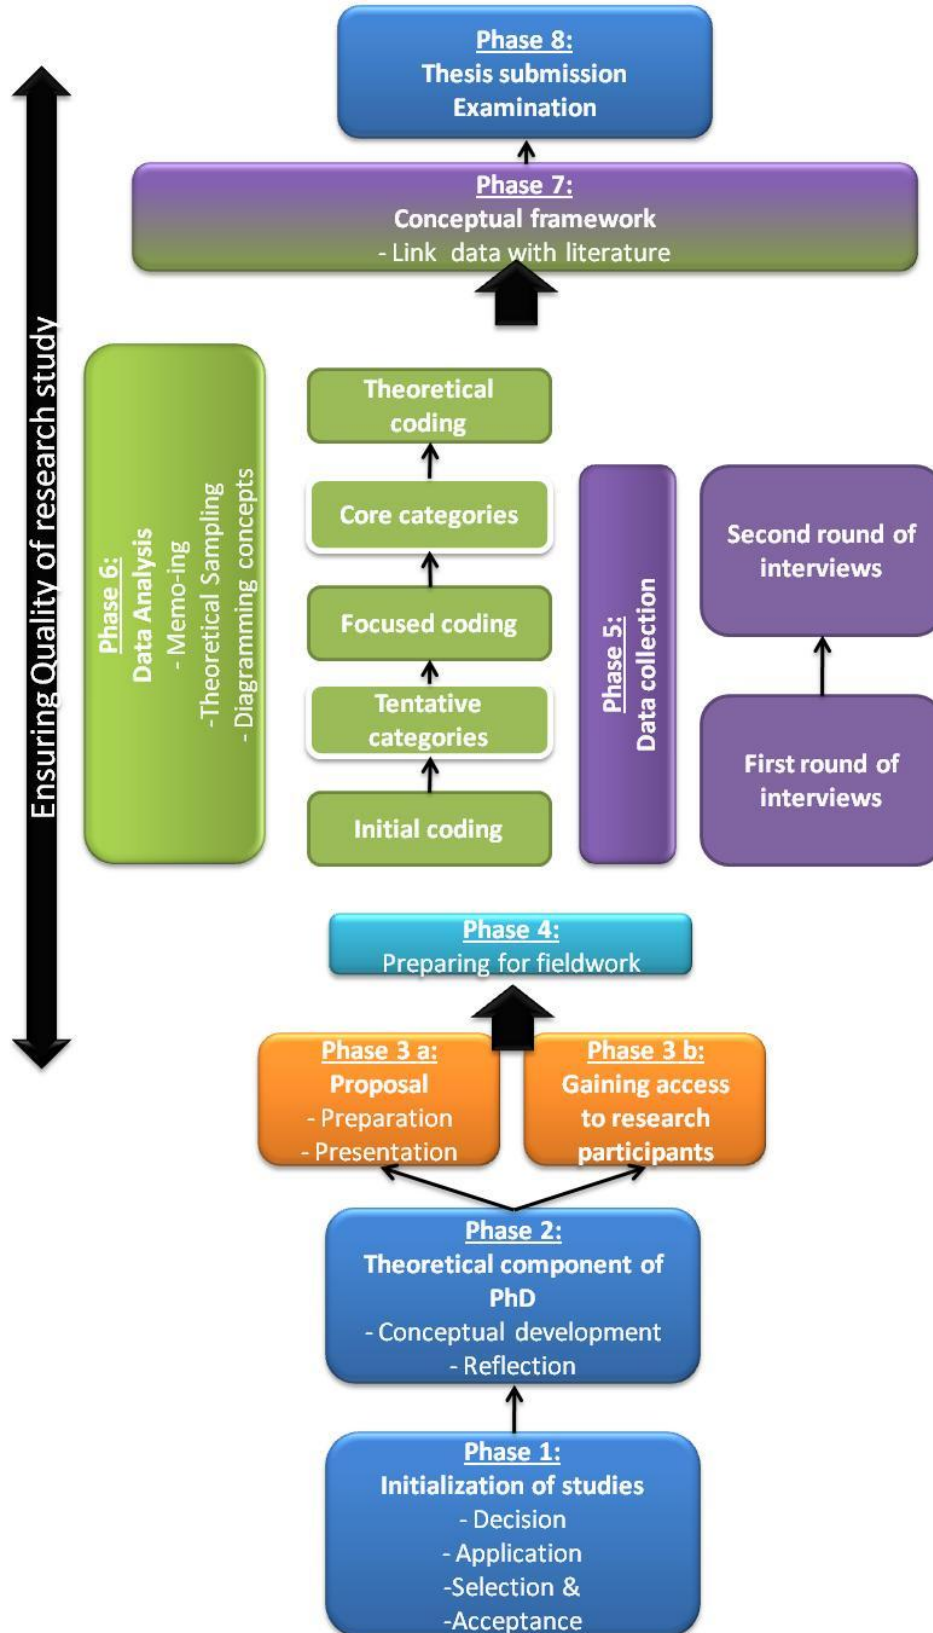 Phase 8:
Thesis submission
Examination
Phase 7:
Conceptual framework
- Link data with literature
Ensuring Quality of research study
Phase 6:
Data Analysis
- Memo-ing
-Theoretical Sampling
- Diagramming concepts
Theoretical
coding
Core categories
Focused coding
Tentative
categories
Initial coding
Phase 5:
Data collection
Second round of
interviews
First round of
interviews
Phase 4:
Preparing for fieldwork
Phase 3 a:
Proposal
- Preparation
- Presentation
Phase 3 b:
Gaining access
to research
participants
Phase 2:
Theoretical component of
PhD
- Conceptual development
- Reflection
Phase 1:
Initialization of studies
- Decision
- Application
-Selection &
-Acceptance